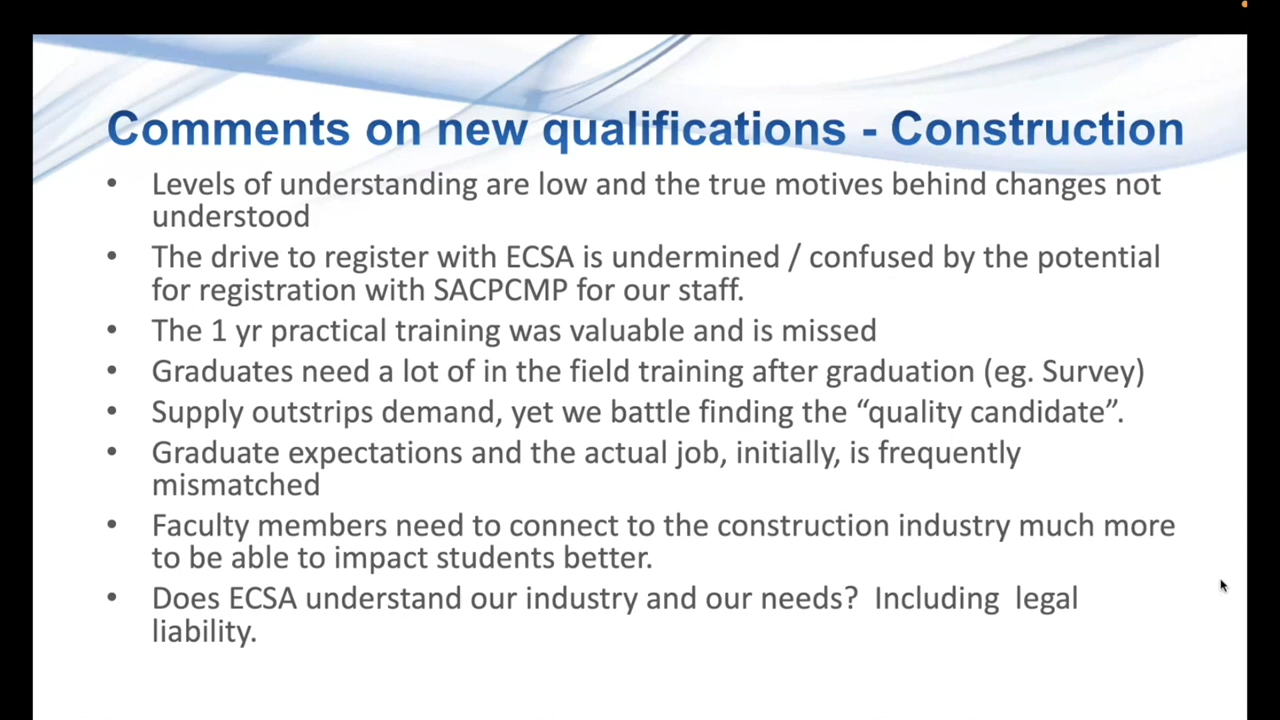 Comments on new qualifications - Construction
• Levels of understanding are low and the true motives behind changes not
understood
• The drive to register with ECSA is undermined / confused by the potential
for registration with SACPCMP for our staff.
• The 1 yr practical training was valuable and is missed
• Graduates need a lot of in the field training after graduation (eg. Survey)
• Supply outstrips demand, yet we battle finding the “quality candidate”.
• Graduate expectations and the actual job, initially, is frequently
mismatched
• Faculty members need to connect to the construction industry much more
to be able to impact students better.
• Does ECSA understand our industry and our needs?  Including  legal
liability.